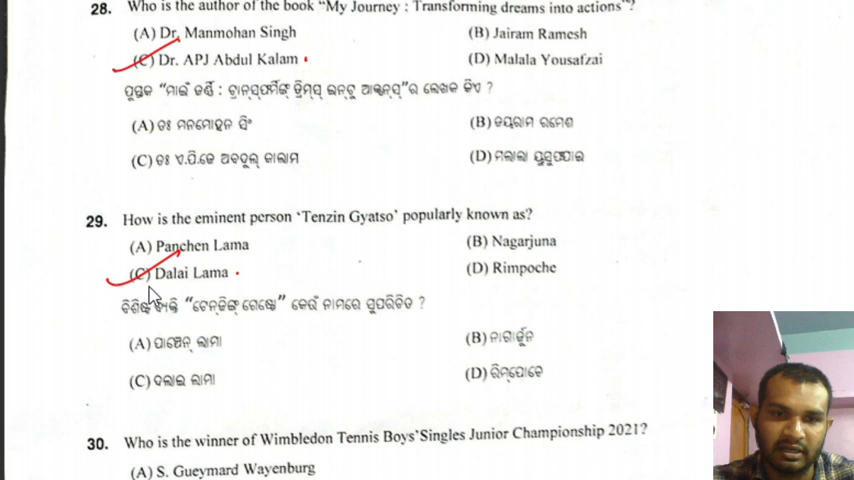 28. Who is the author of the book “My Journey : Transforming dreams into actions”?
(A) Dr. Manmohan Singh (B) Jairam Ramesh
(C) Dr. APJ Abdul Kalam (D) Malala Yousafzai
ପୁସ୍ତକ “ମାଇଁ ଜର୍ଣ୍ଣି : ଟ୍ରାନ୍‌ସ୍‌ଫର୍ମିଙ୍ଗ୍ ଡ୍ରିମ୍‌ସ୍ ଇନ୍‌ଟୁ ଆକ୍ସନ୍‌ସ୍”ର ଲେଖକ କିଏ ?
(A) ଡଃ ମନମୋହନ ସିଂ (B) ଜୟରାମ ରମେଶ
(C) ଡଃ ଏ.ପି.ଜେ ଅବଦୁଲ୍ କାଲାମ (D) ମଲାଲା ୟୁସୁଫ୍‌ଯାଇ
29. How is the eminent person ‘Tenzin Gyatso’ popularly known as?
(A) Panchen Lama (B) Nagarjuna
(C) Dalai Lama (D) Rimpoche
ବିଶିଷ୍ଟ ବ୍ୟକ୍ତି “ଟେନ୍‌ଜିଙ୍ଗ୍ ଗେଷ୍ଟୋ” କେଉଁ ନାମରେ ସୁପରିଚିତ ?
(A) ପାଞ୍ଚେନ୍ ଲାମା (B) ନାଗାର୍ଜୁନ
(C) ଦଲାଇ ଲାମା (D) ରିମ୍‌ପୋଚେ
30. Who is the winner of Wimbledon Tennis Boys’Singles Junior Championship 2021?
(A) S. Gueymard Wayenburg